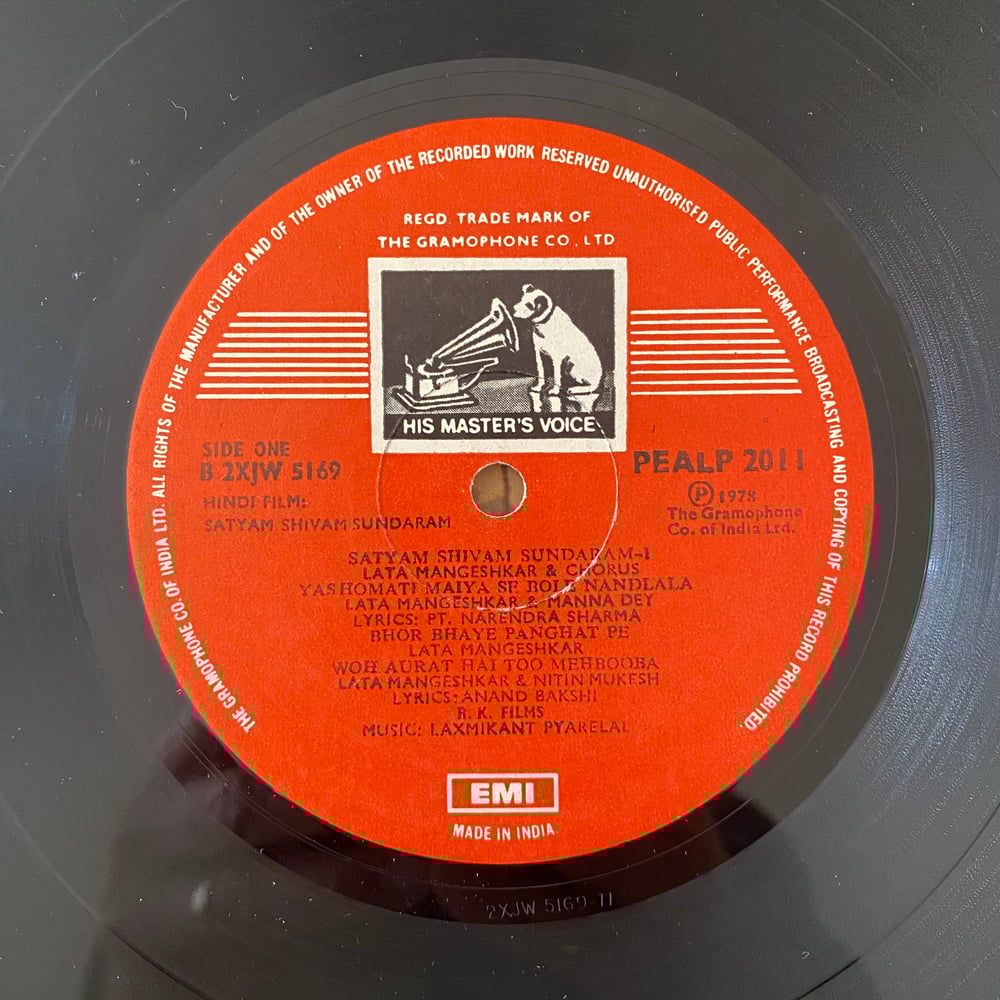 THE GRAMOPHONE CO. OF INDIA LTD. ALL RIGHTS OF THE MANUFACTURER AND OF THE OWNER OF THE RECORDED WORK RESERVED UNAUTHORISED PUBLIC PERFORMANCE BROADCASTING AND COPYING OF THIS RECORD PROHIBITED
REGD. TRADE MARK OF
THE GRAMOPHONE CO., LTD
HIS MASTER'S VOICE
SIDE ONE
B 2XJW 5169
HINDI FILM:
SATYAM SHIVAM SUNDARAM
PEALP 2011
Ⓟ 1978
The Gramophone
Co. of India Ltd.
SATYAM SHIVAM SUNDARAM-1
LATA MANGESHKAR & CHORUS
YASHOMATI MAIYA SE BOLE NANDLALA
LATA MANGESHKAR & MANNA DEY
LYRICS: PT. NARENDRA SHARMA
BHOR BHAYE PANGHAT PE
LATA MANGESHKAR
WOH AURAT HAI TOO MEHBOOBA
LATA MANGESHKAR & NITIN MUKESH
LYRICS: ANAND BAKSHI
R. K. FILMS
MUSIC: LAXMIKANT PYARELAL
EMI
MADE IN INDIA
2XJW 5169-1T